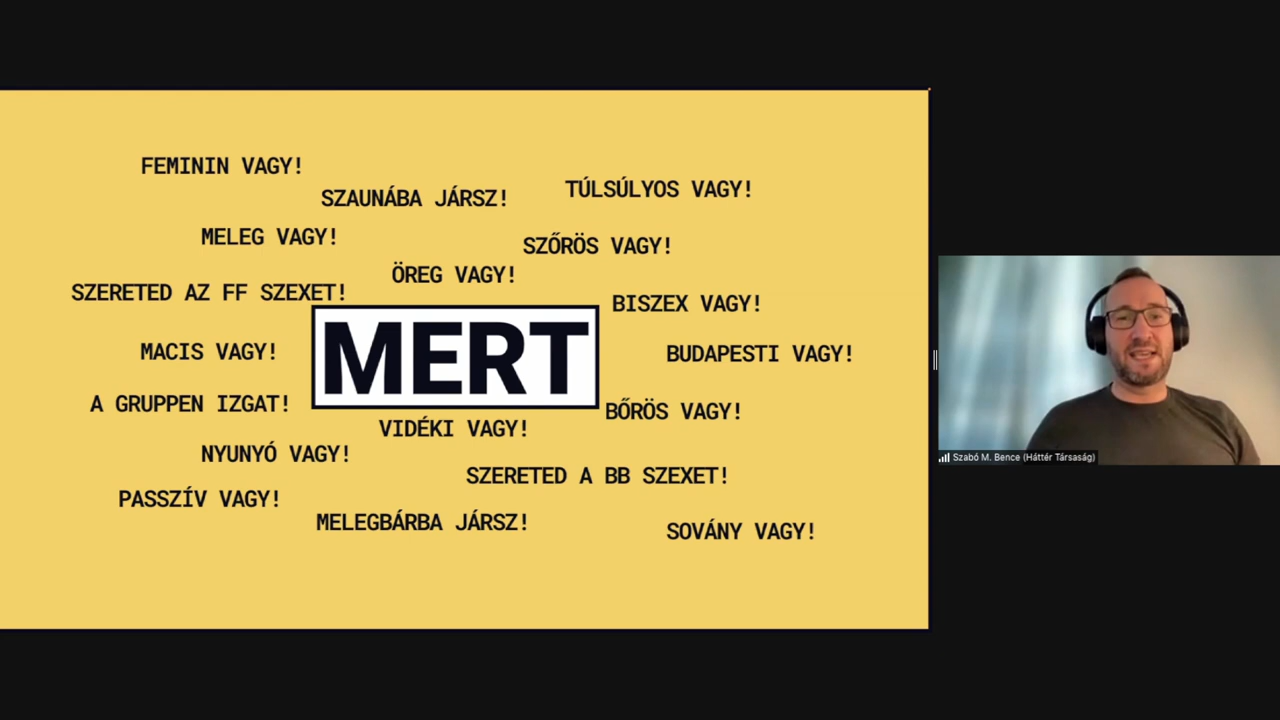 FEMININ VAGY!
SZAUNÁBA JÁRSZ!
TÚLSÚLYOS VAGY!
MELEG VAGY!
SZŐRÖS VAGY!
ÖREG VAGY!
SZERETED AZ FF SZEXET!
BISZEX VAGY!
MERT
MACIS VAGY!
BUDAPESTI VAGY!
A GRUPPEN IZGAT!
BŐRÖS VAGY!
VIDÉKI VAGY!
NYUNYÓ VAGY!
SZERETED A BB SZEXET!
PASSZÍV VAGY!
MELEGBÁRBA JÁRSZ!
SOVÁNY VAGY!
Szabó M. Bence (Háttér Társaság)